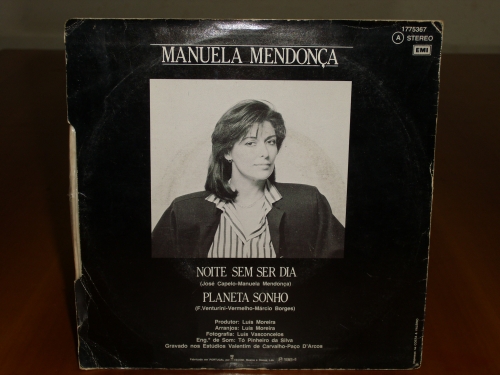 1775367
A STEREO EMI
MANUELA MENDONÇA
NOITE SEM SER DIA
(José Capelo-Manuela Mendonça)
PLANETA SONHO
(F.Venturini-Vermelho-Márcio Borges)
Produtor: Luis Moreira
Arranjos: Luis Moreira
Fotografia: Luis Vasconcelos
Eng.º de Som: Tó Pinheiro da Silva
Gravado nos Estúdios Valentim de Carvalho-Paço D'Arcos